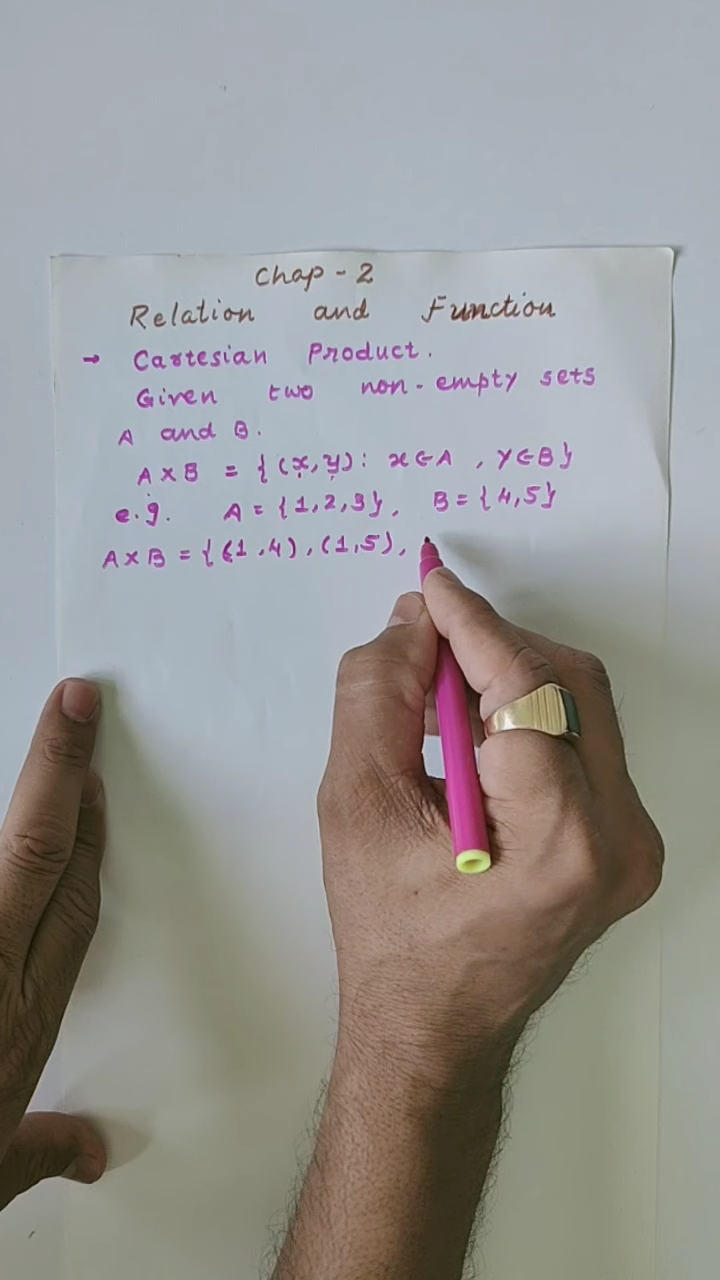 Chap - 2
Relation and Function
→ Cartesian Product.
Given two non-empty sets
A and B.
A × B = {(x, y) : x ∈ A , y ∈ B}
e.g. A = {1, 2, 3}, B = {4, 5}
A × B = {(1, 4), (1, 5),